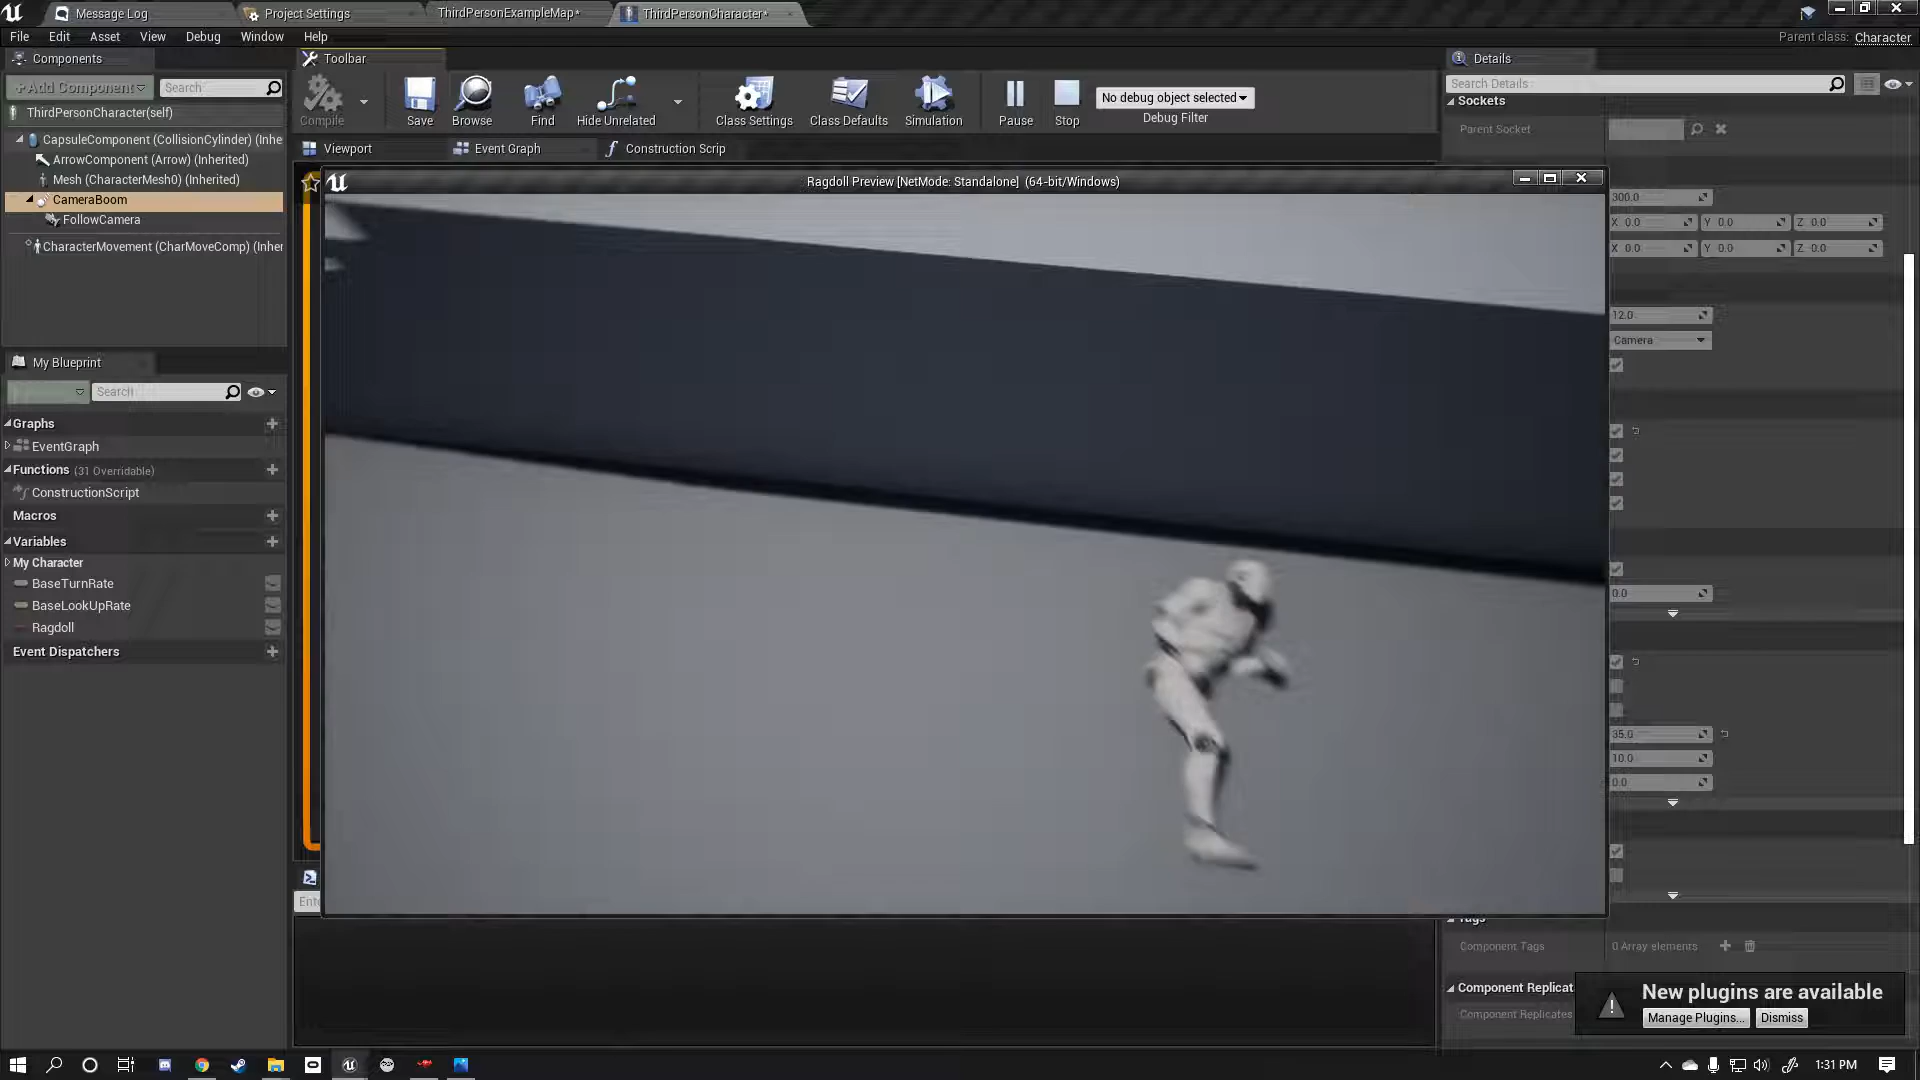 Message Log
Project Settings
ThirdPersonExampleMap*
ThirdPersonCharacter*
File Edit Asset View Debug Window Help
Parent class: Character
Components
Toolbar
Details
+Add Component
Search
Search Details
ThirdPersonCharacter(self)
CapsuleComponent (CollisionCylinder) (Inhe
ArrowComponent (Arrow) (Inherited)
Mesh (CharacterMesh0) (Inherited)
CameraBoom
FollowCamera
CharacterMovement (CharMoveComp) (Inher
Compile
Save
Browse
Find
Hide Unrelated
Class Settings
Class Defaults
Simulation
Pause
Stop
No debug object selected
Debug Filter
Viewport
Event Graph
Construction Scrip
Ragdoll Preview [NetMode: Standalone] (64-bit/Windows)
Sockets
Parent Socket
300.0
X 0.0 Y 0.0 Z 0.0
X 0.0 Y 0.0 Z 0.0
12.0
Camera
0.0
35.0
10.0
0.0
My Blueprint
Search
Graphs
EventGraph
Functions (31 Overridable)
ConstructionScript
Macros
Variables
My Character
BaseTurnRate
BaseLookUpRate
Ragdoll
Event Dispatchers
Ente
Tags
Component Tags
0 Array elements
Component Replicat
Component Replicates
New plugins are available
Manage Plugins...
Dismiss
1:31 PM